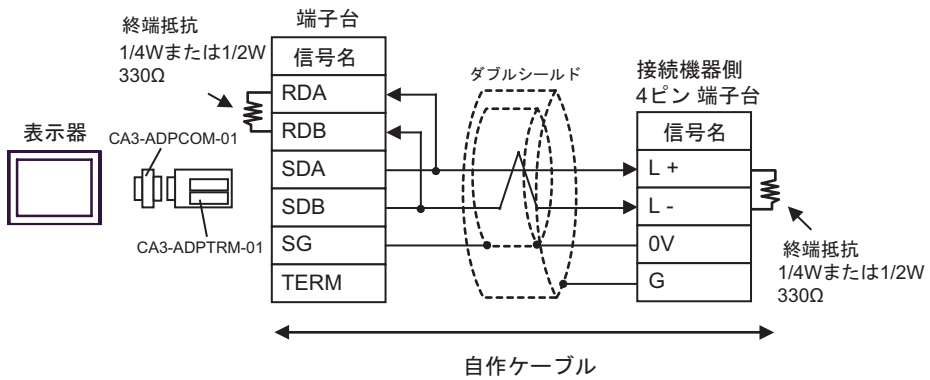 終端抵抗
1/4Wまたは1/2W
330Ω
表示器
CA3-ADPCOM-01
CA3-ADPTRM-01
端子台
信号名
RDA
RDB
SDA
SDB
SG
TERM
ダブルシールド
接続機器側
4ピン 端子台
信号名
L +
L -
0V
G
終端抵抗
1/4Wまたは1/2W
330Ω
自作ケーブル